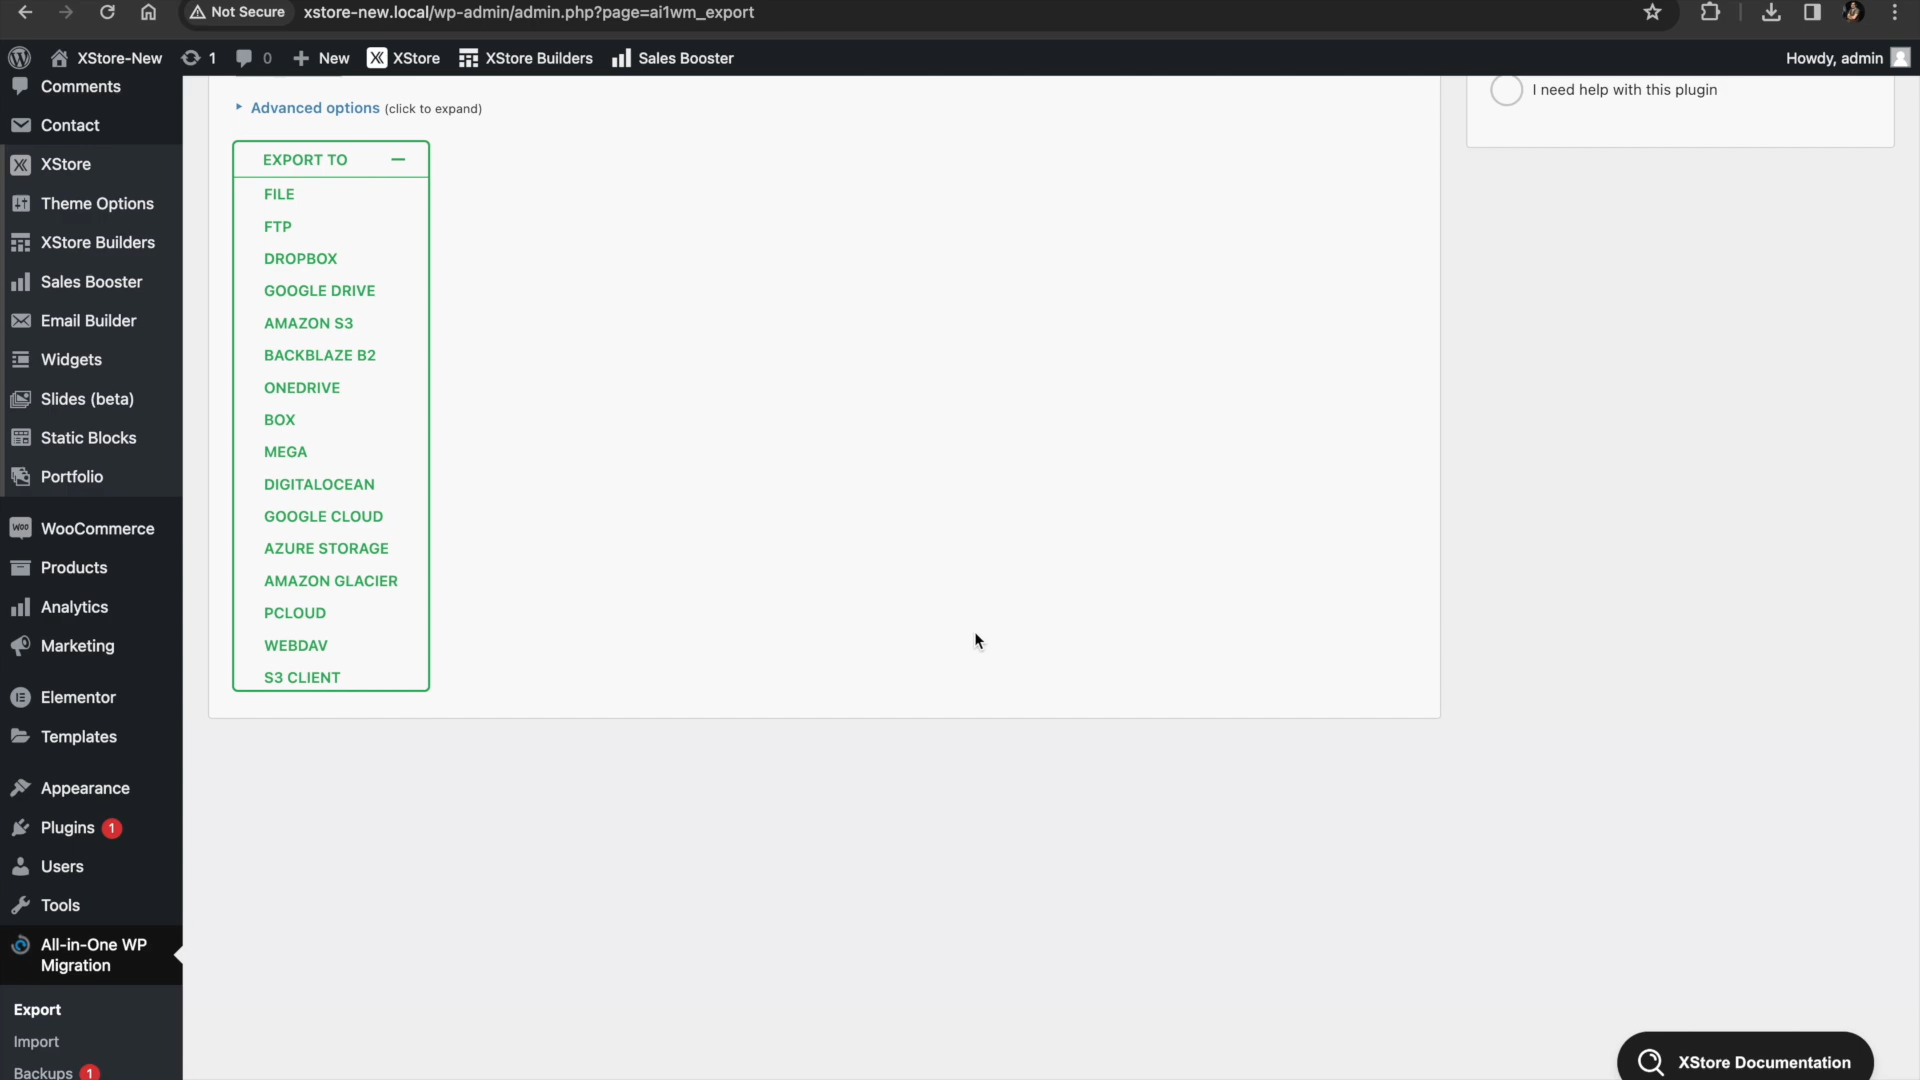 Not Secure
xstore-new.local/wp-admin/admin.php?page=ai1wm_export
XStore-New
1
0
New
XStore
XStore Builders
Sales Booster
Howdy, admin
Comments
Contact
XStore
Theme Options
XStore Builders
Sales Booster
Email Builder
Widgets
Slides (beta)
Static Blocks
Portfolio
WooCommerce
Products
Analytics
Marketing
Elementor
Templates
Appearance
Plugins 1
Users
Tools
All-in-One WP
Migration
Export
Import
Backups 1
Advanced options (click to expand)
EXPORT TO
FILE
FTP
DROPBOX
GOOGLE DRIVE
AMAZON S3
BACKBLAZE B2
ONEDRIVE
BOX
MEGA
DIGITALOCEAN
GOOGLE CLOUD
AZURE STORAGE
AMAZON GLACIER
PCLOUD
WEBDAV
S3 CLIENT
I need help with this plugin
XStore Documentation